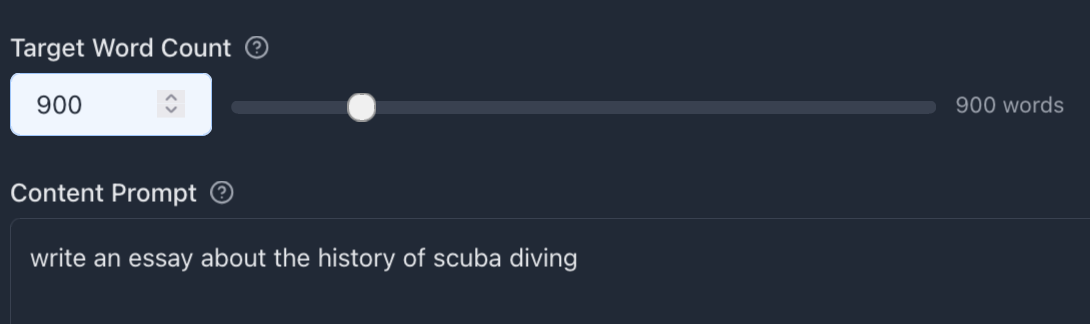 Target Word Count ?
900
900 words
Content Prompt ?
write an essay about the history of scuba diving